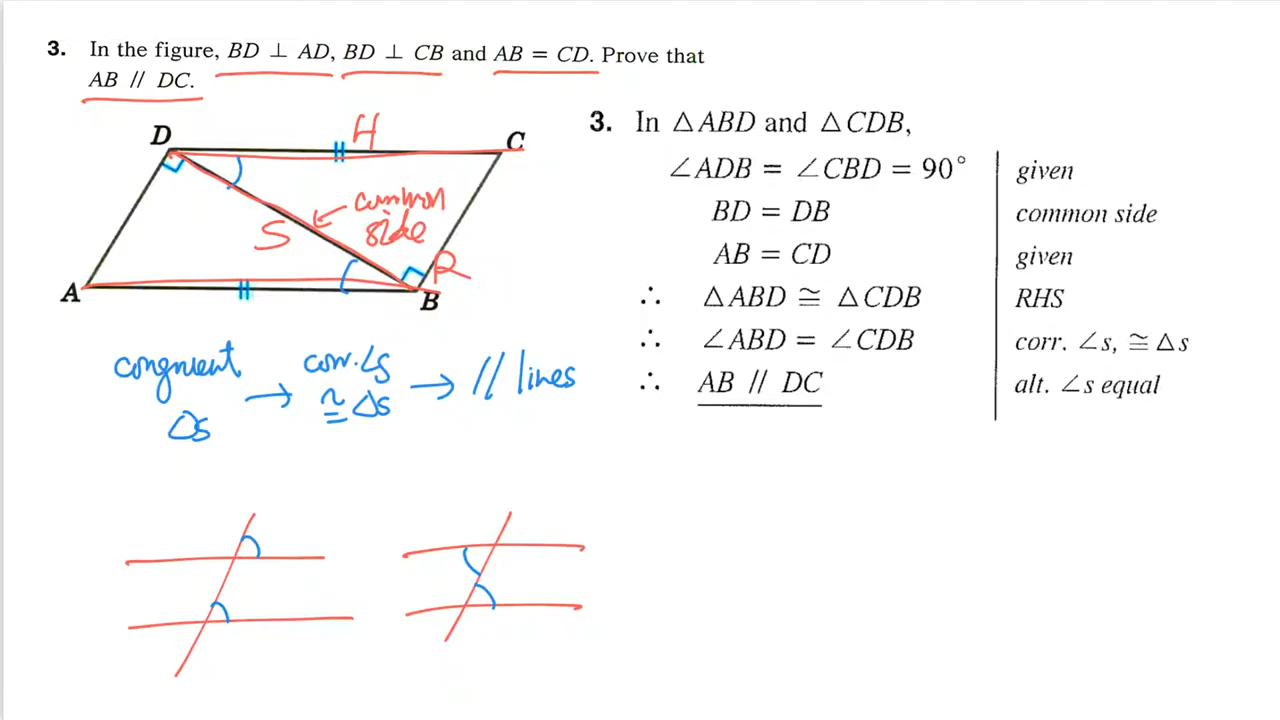 3. In the figure, BD ⊥ AD, BD ⊥ CB and AB = CD. Prove that
AB // DC.
D
H
C
common
side
S
R
A
B
congruent
Δs
→
corr. ∠s
≅ Δs
→ // lines
3. In △ABD and △CDB,
∠ADB = ∠CBD = 90° given
BD = DB common side
AB = CD given
∴ △ABD ≅ △CDB RHS
∴ ∠ABD = ∠CDB corr. ∠s, ≅ △s
∴ AB // DC alt. ∠s equal